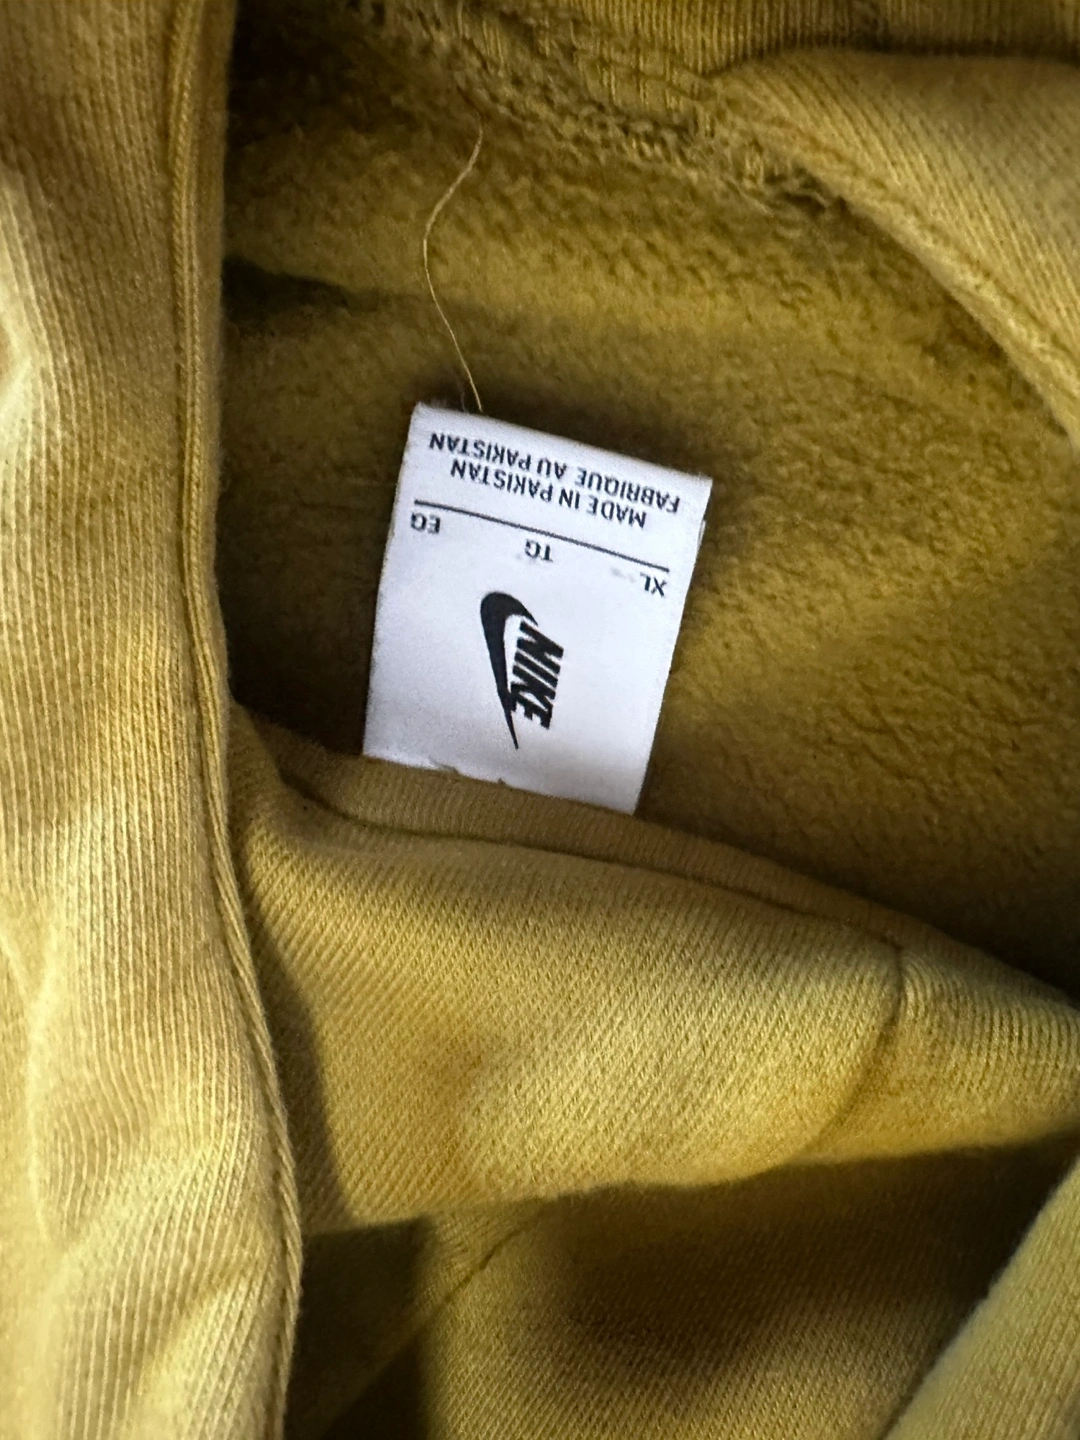 NIKE
XL TG EG
MADE IN PAKISTAN
FABRIQUE AU PAKISTAN